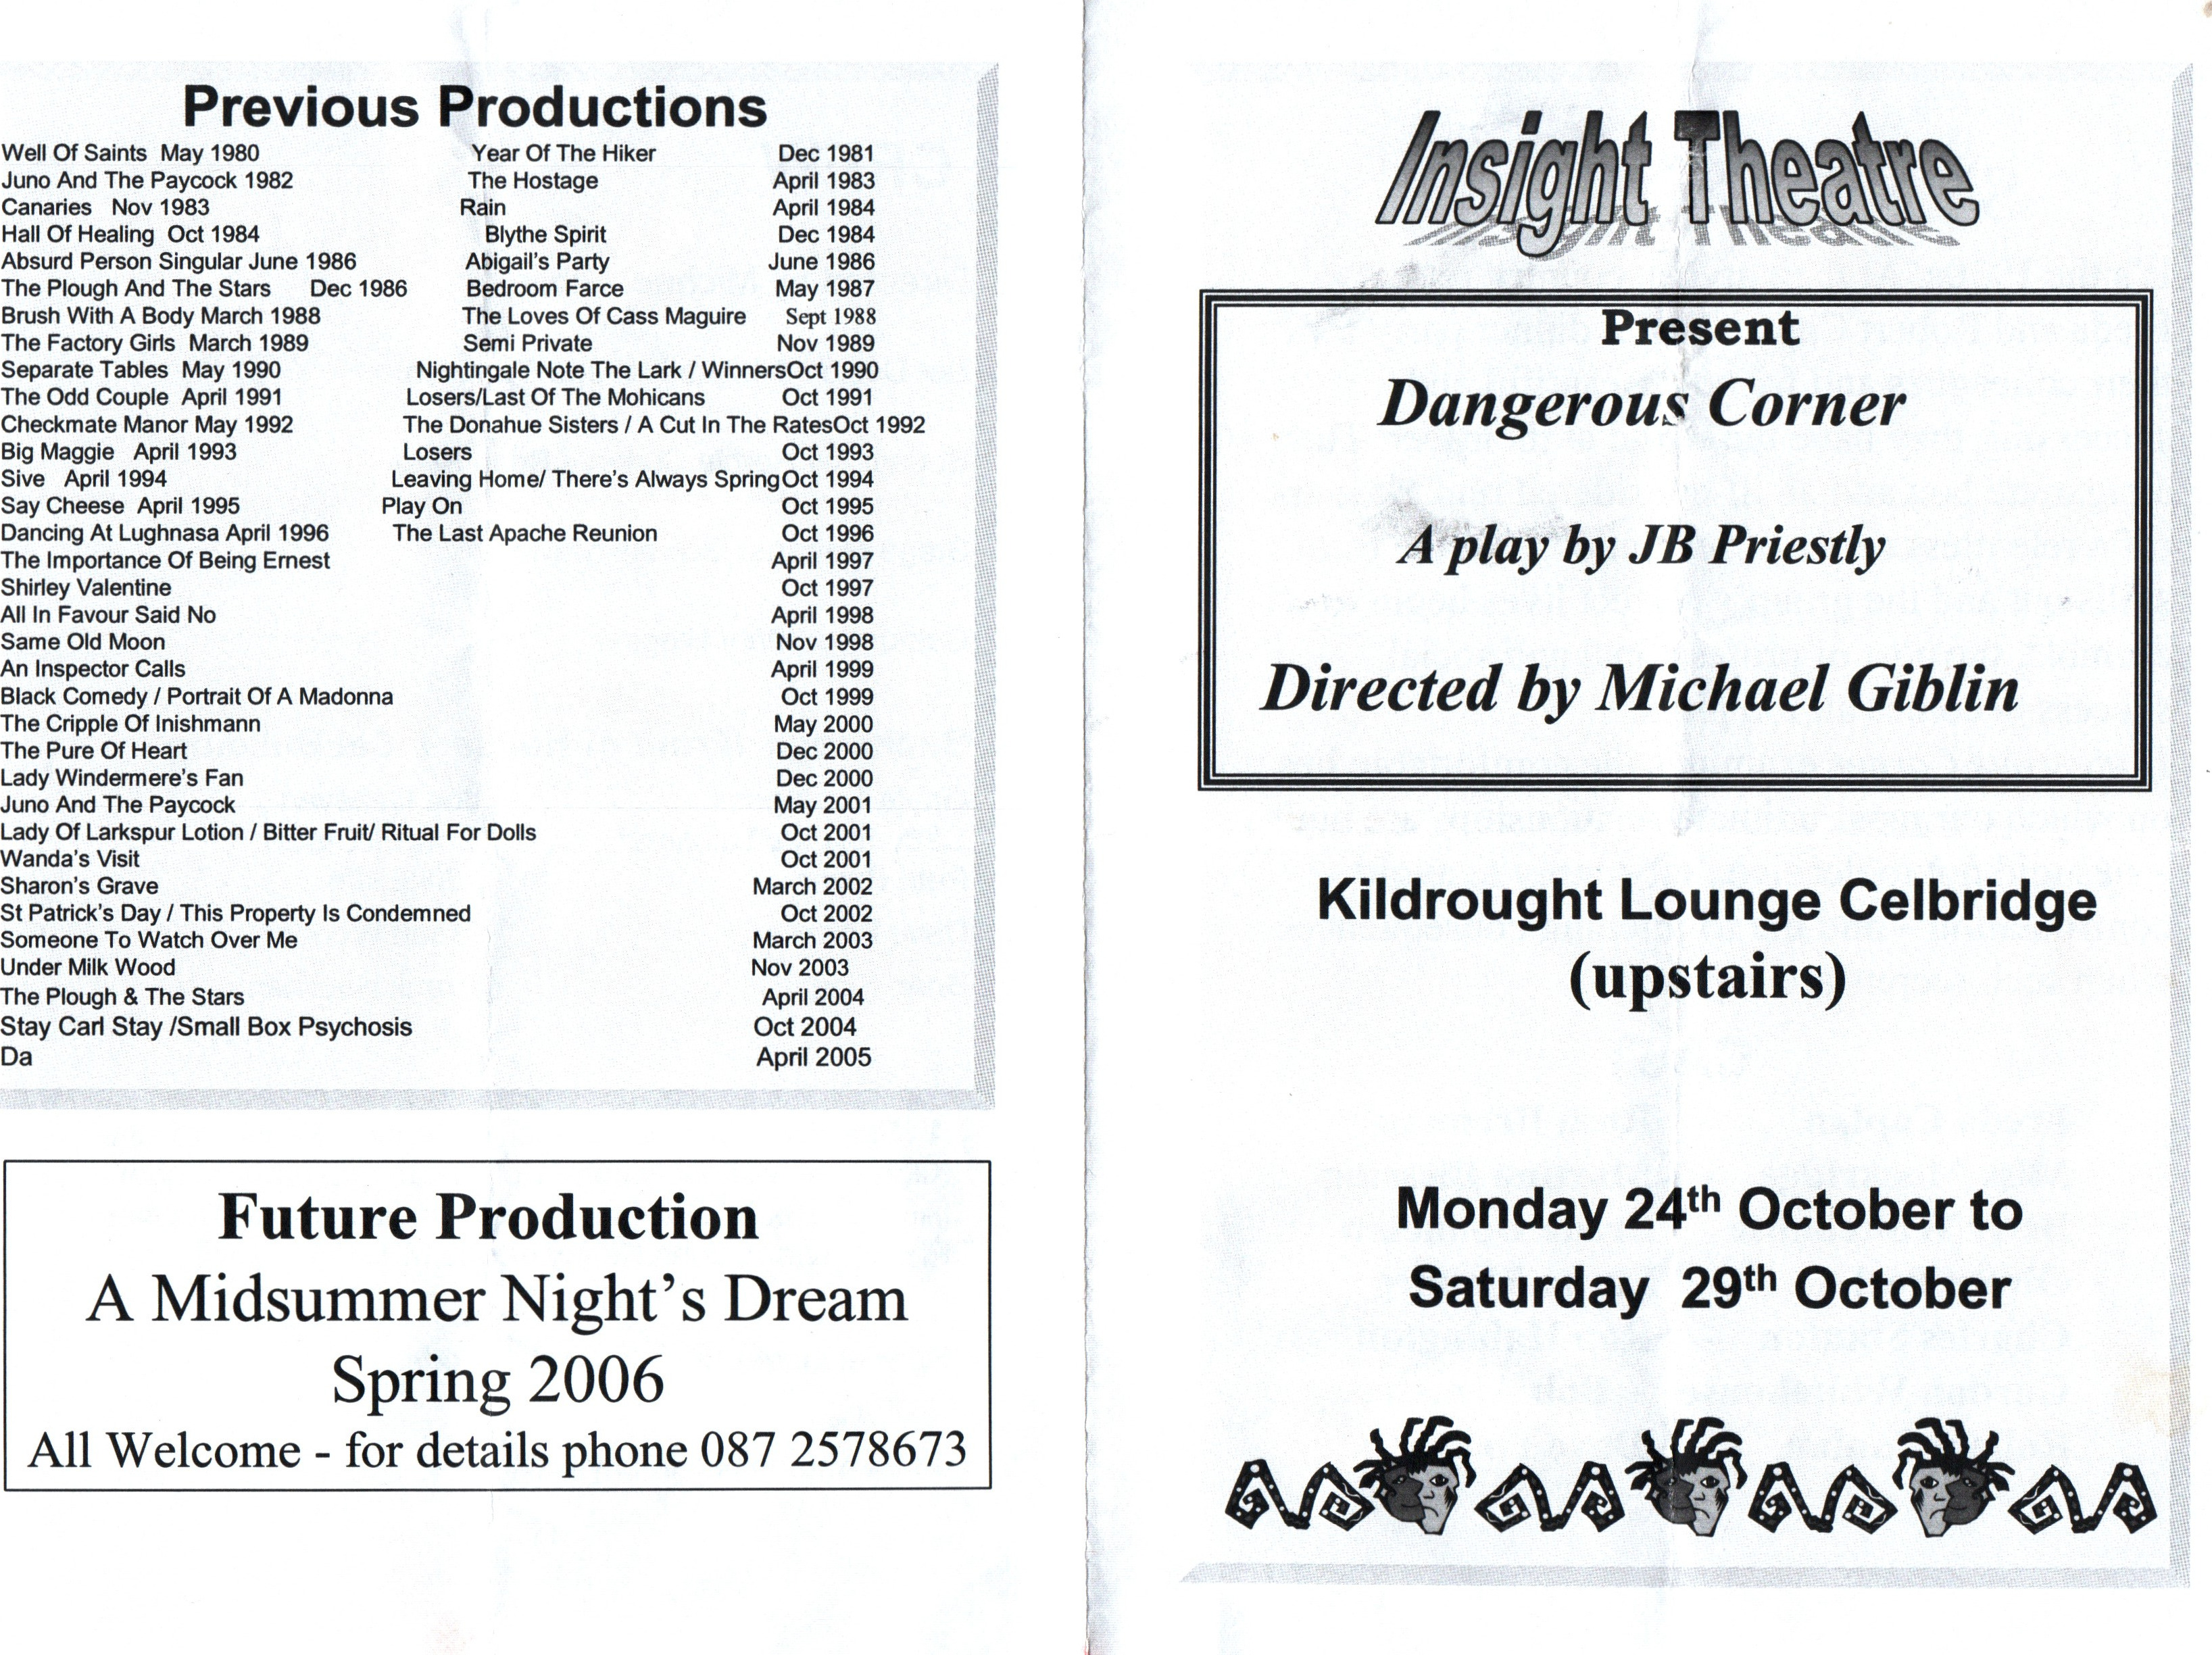 Previous Productions
Well Of Saints May 1980 Year Of The Hiker Dec 1981
Juno And The Paycock 1982 The Hostage April 1983
Canaries Nov 1983 Rain April 1984
Hall Of Healing Oct 1984 Blythe Spirit Dec 1984
Absurd Person Singular June 1986 Abigail's Party June 1986
The Plough And The Stars Dec 1986 Bedroom Farce May 1987
Brush With A Body March 1988 The Loves Of Cass Maguire Sept 1988
The Factory Girls March 1989 Semi Private Nov 1989
Separate Tables May 1990 Nightingale Note The Lark / WinnersOct 1990
The Odd Couple April 1991 Losers/Last Of The Mohicans Oct 1991
Checkmate Manor May 1992 The Donahue Sisters / A Cut In The RatesOct 1992
Big Maggie April 1993 Losers Oct 1993
Sive April 1994 Leaving Home/ There's Always SpringOct 1994
Say Cheese April 1995 Play On Oct 1995
Dancing At Lughnasa April 1996 The Last Apache Reunion Oct 1996
The Importance Of Being Ernest April 1997
Shirley Valentine Oct 1997
All In Favour Said No April 1998
Same Old Moon Nov 1998
An Inspector Calls April 1999
Black Comedy / Portrait Of A Madonna Oct 1999
The Cripple Of Inishmann May 2000
The Pure Of Heart Dec 2000
Lady Windermere's Fan Dec 2000
Juno And The Paycock May 2001
Lady Of Larkspur Lotion / Bitter Fruit/ Ritual For Dolls Oct 2001
Wanda's Visit Oct 2001
Sharon's Grave March 2002
St Patrick's Day / This Property Is Condemned Oct 2002
Someone To Watch Over Me March 2003
Under Milk Wood Nov 2003
The Plough & The Stars April 2004
Stay Carl Stay /Small Box Psychosis Oct 2004
Da April 2005
Future Production
A Midsummer Night's Dream
Spring 2006
All Welcome - for details phone 087 2578673
Insight Theatre
Present
Dangerous Corner
A play by JB Priestly
Directed by Michael Giblin
Kildrought Lounge Celbridge
(upstairs)
Monday 24th October to
Saturday 29th October